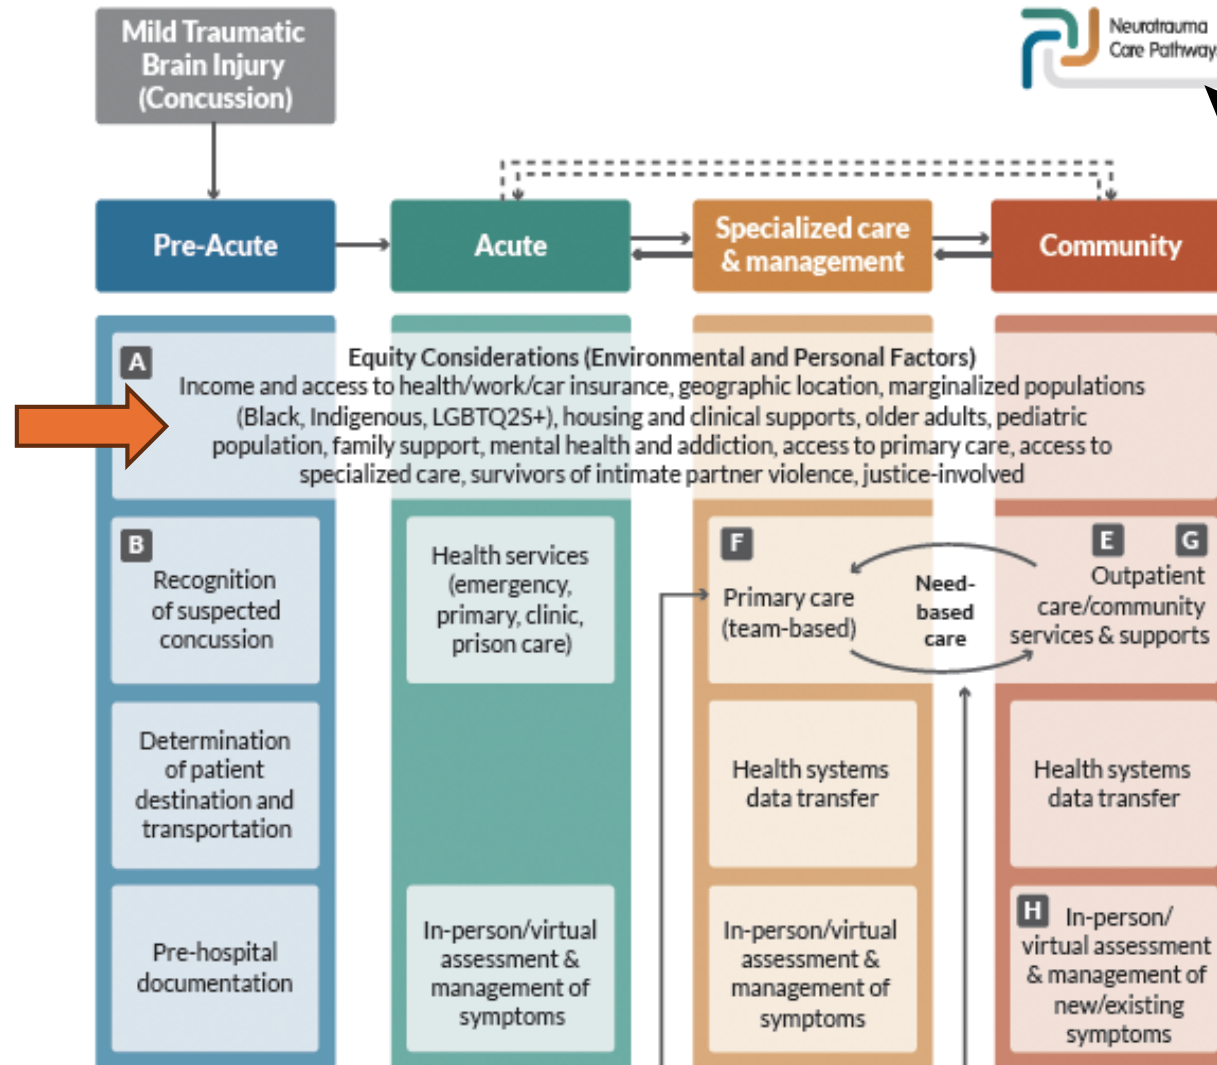 Mild Traumatic
Brain Injury
(Concussion)
Neurotrauma
Care Pathway
Pre-Acute
Acute
Specialized care
& management
Community
A
Equity Considerations (Environmental and Personal Factors)
Income and access to health/work/car insurance, geographic location, marginalized populations
(Black, Indigenous, LGBTQ2S+), housing and clinical supports, older adults, pediatric
population, family support, mental health and addiction, access to primary care, access to
specialized care, survivors of intimate partner violence, justice-involved
B
Recognition
of suspected
concussion
Health services
(emergency,
primary, clinic,
prison care)
F
Primary care
(team-based)
Need-
based
care
E
G
Outpatient
care/community
services & supports
Determination
of patient
destination and
transportation
Health systems
data transfer
Health systems
data transfer
Pre-hospital
documentation
In-person/virtual
assessment &
management of
symptoms
In-person/virtual
assessment &
management of
symptoms
H
In-person/
virtual assessment
& management of
new/existing
symptoms